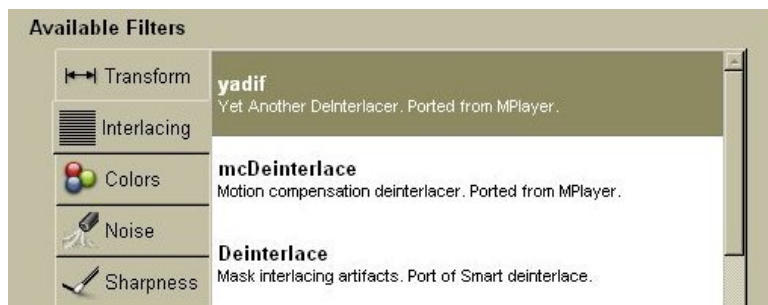 Available Filters
Transform
Interlacing
Colors
Noise
Sharpness
yadif
Yet Another DeInterlacer. Ported from MPlayer.
mcDeinterlace
Motion compensation deinterlacer. Ported from MPlayer.
Deinterlace
Mask interlacing artifacts. Port of Smart deinterlace.